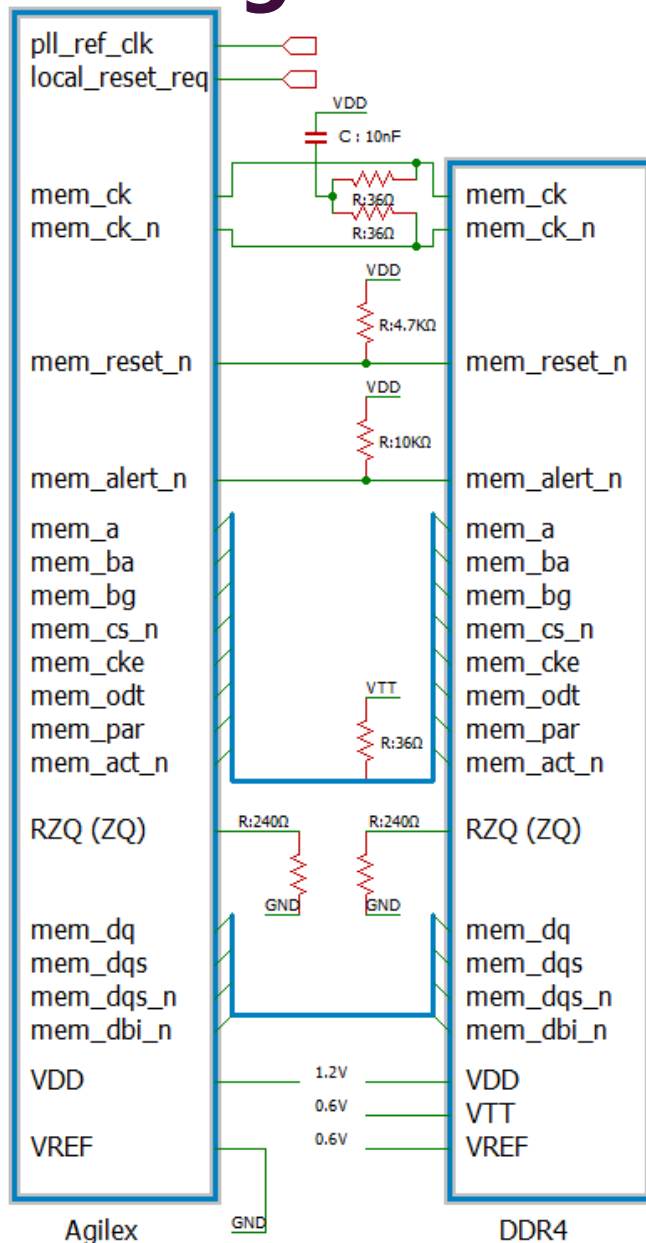 g
pll_ref_clk
local_reset_req
VDD
C : 10nF
mem_ck
R:36Ω
mem_ck
mem_ck_n
R:36Ω
mem_ck_n
VDD
R:4.7KΩ
mem_reset_n
mem_reset_n
VDD
R:10KΩ
mem_alert_n
mem_alert_n
mem_a
mem_a
mem_ba
mem_ba
mem_bg
mem_bg
mem_cs_n
mem_cs_n
mem_cke
mem_cke
mem_odt
VTT
mem_odt
mem_par
R:36Ω
mem_par
mem_act_n
mem_act_n
RZQ (ZQ)
R:240Ω
R:240Ω
RZQ (ZQ)
GND
GND
mem_dq
mem_dq
mem_dqs
mem_dqs
mem_dqs_n
mem_dqs_n
mem_dbi_n
mem_dbi_n
VDD
1.2V
VDD
0.6V
VTT
VREF
0.6V
VREF
GND
Agilex
DDR4